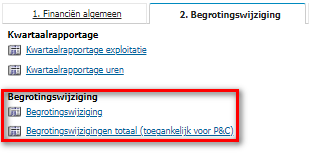 1. Financiën algemeen
2. Begrotingswijziging
Kwartaalrapportage
Kwartaalrapportage exploitatie
Kwartaalrapportage uren
Begrotingswijziging
Begrotingswijziging
Begrotingswijzigingen totaal (toegankelijk voor P&C)